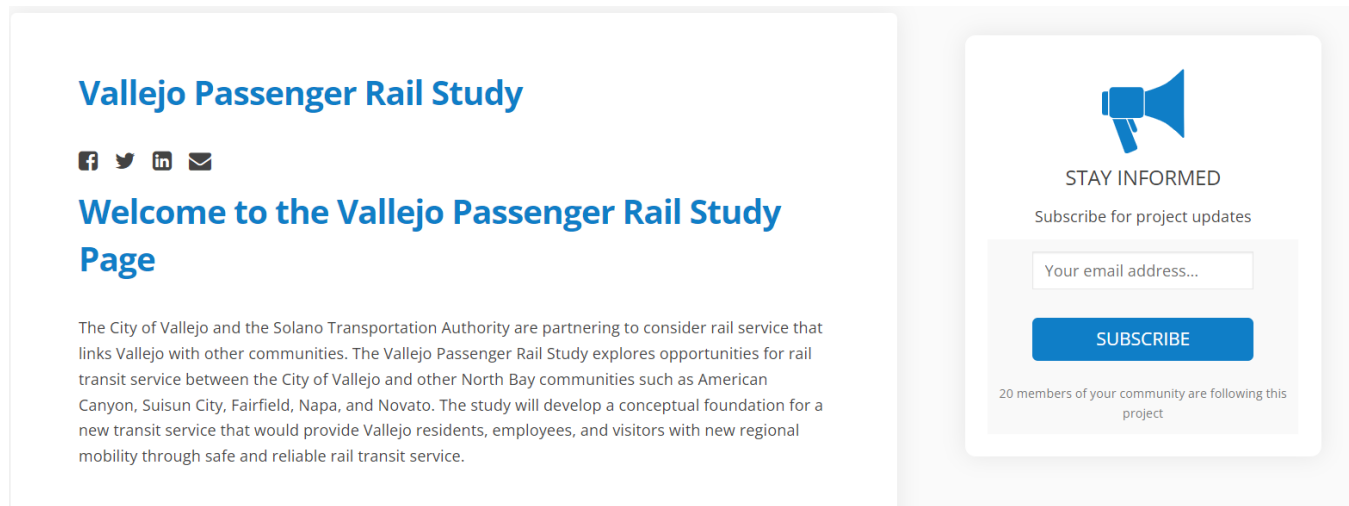 Vallejo Passenger Rail Study
Welcome to the Vallejo Passenger Rail Study
Page
The City of Vallejo and the Solano Transportation Authority are partnering to consider rail service that
links Vallejo with other communities. The Vallejo Passenger Rail Study explores opportunities for rail
transit service between the City of Vallejo and other North Bay communities such as American
Canyon, Suisun City, Fairfield, Napa, and Novato. The study will develop a conceptual foundation for a
new transit service that would provide Vallejo residents, employees, and visitors with new regional
mobility through safe and reliable rail transit service.
STAY INFORMED
Subscribe for project updates
Your email address...
SUBSCRIBE
20 members of your community are following this
project